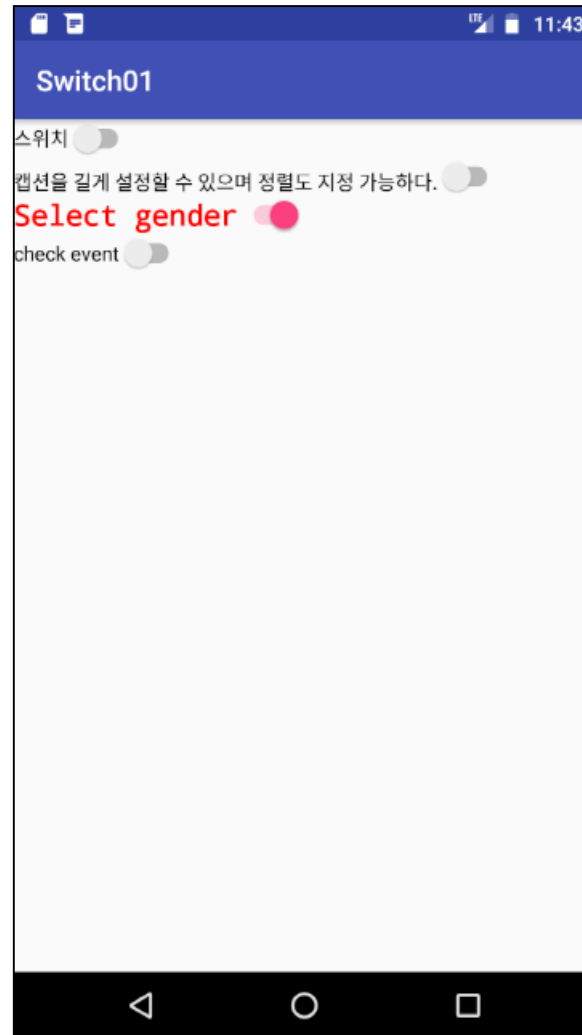 LTE 11:43
Switch01
스위치
캡션을 길게 설정할 수 있으며 정렬도 지정 가능하다.
Select gender
check event